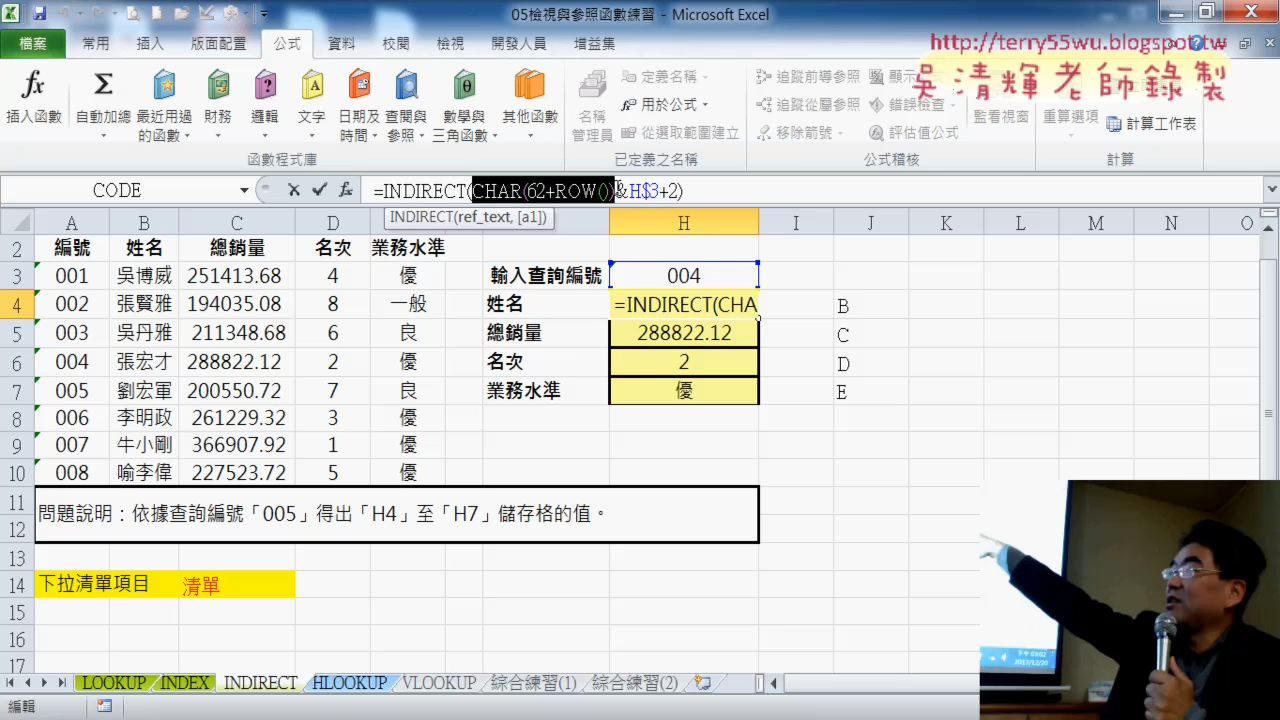 05檢視與參照函數練習 - Microsoft Excel
檔案 常用 插入 版面配置 公式 資料 校閱 檢視 開發人員 增益集
http://terry55wu.blogspot.tw
吳清輝老師錄製
插入函數 自動加總 最近用過的函數 財務 邏輯 文字 日期及時間 查閱與參照 數學與三角函數 其他函數
函數程式庫
名稱管理員 定義名稱 用於公式 從選取範圍建立
已定義之名稱
追蹤前導參照 追蹤從屬參照 移除箭號 錯誤檢查 評估值公式 監看視窗
公式稽核
重算選項 計算工作表
計算
CODE =INDIRECT(CHAR(62+ROW())&H$3+2)
INDIRECT(ref_text, [a1])
A B C D H I J K L M N O
2 編號 姓名 總銷量 名次 業務水準
3 001 吳博威 251413.68 4 優 輸入查詢編號 004
4 002 張賢雅 194035.08 8 一般 姓名 =INDIRECT(CHA B
5 003 吳丹雅 211348.68 6 良 總銷量 288822.12 C
6 004 張宏才 288822.12 2 優 名次 2 D
7 005 劉宏軍 200550.72 7 良 業務水準 優 E
8 006 李明政 261229.32 3 優
9 007 牛小剛 366907.92 1 優
10 008 喻李偉 227523.72 5 優
11 問題說明：依據查詢編號「005」得出「H4」至「H7」儲存格的值。
12
13
14 下拉清單項目 清單
15
16
17
LOOKUP INDEX INDIRECT HLOOKUP VLOOKUP 綜合練習(1) 綜合練習(2)
編輯
下午 03:02
2017/12/20